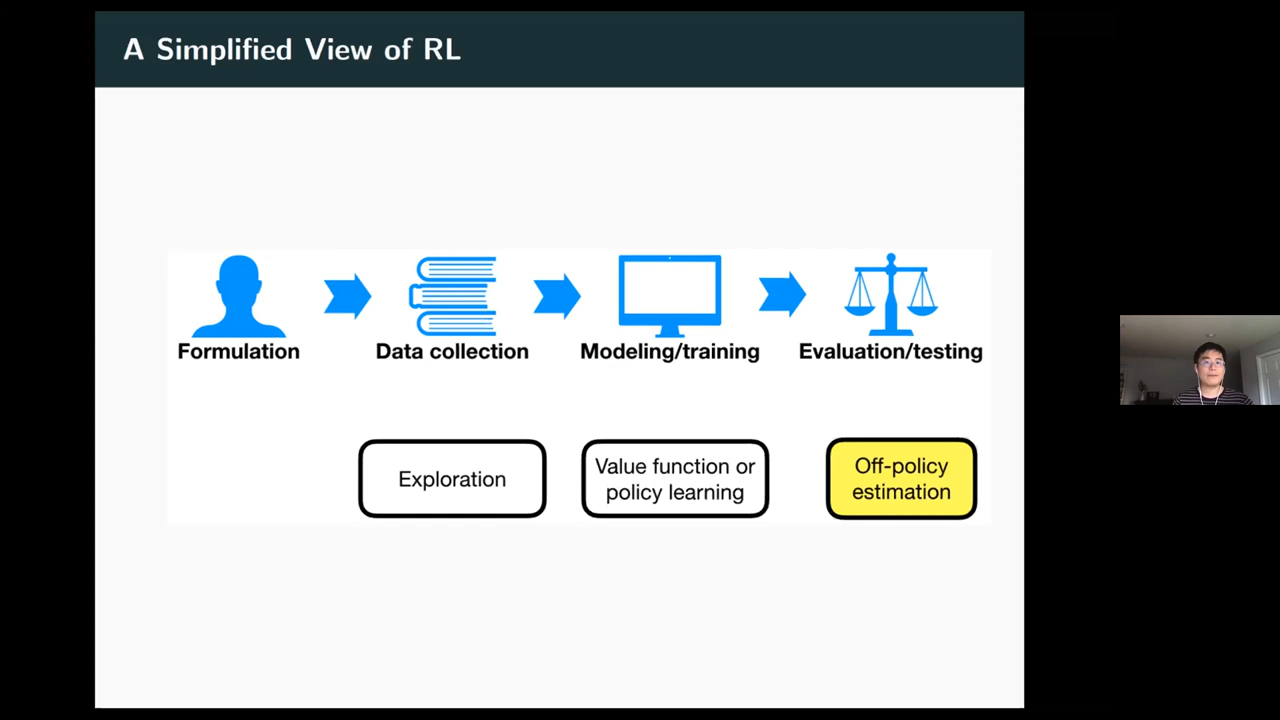 A Simplified View of RL
Formulation
Data collection
Modeling/training
Evaluation/testing
Exploration
Value function or
policy learning
Off-policy
estimation